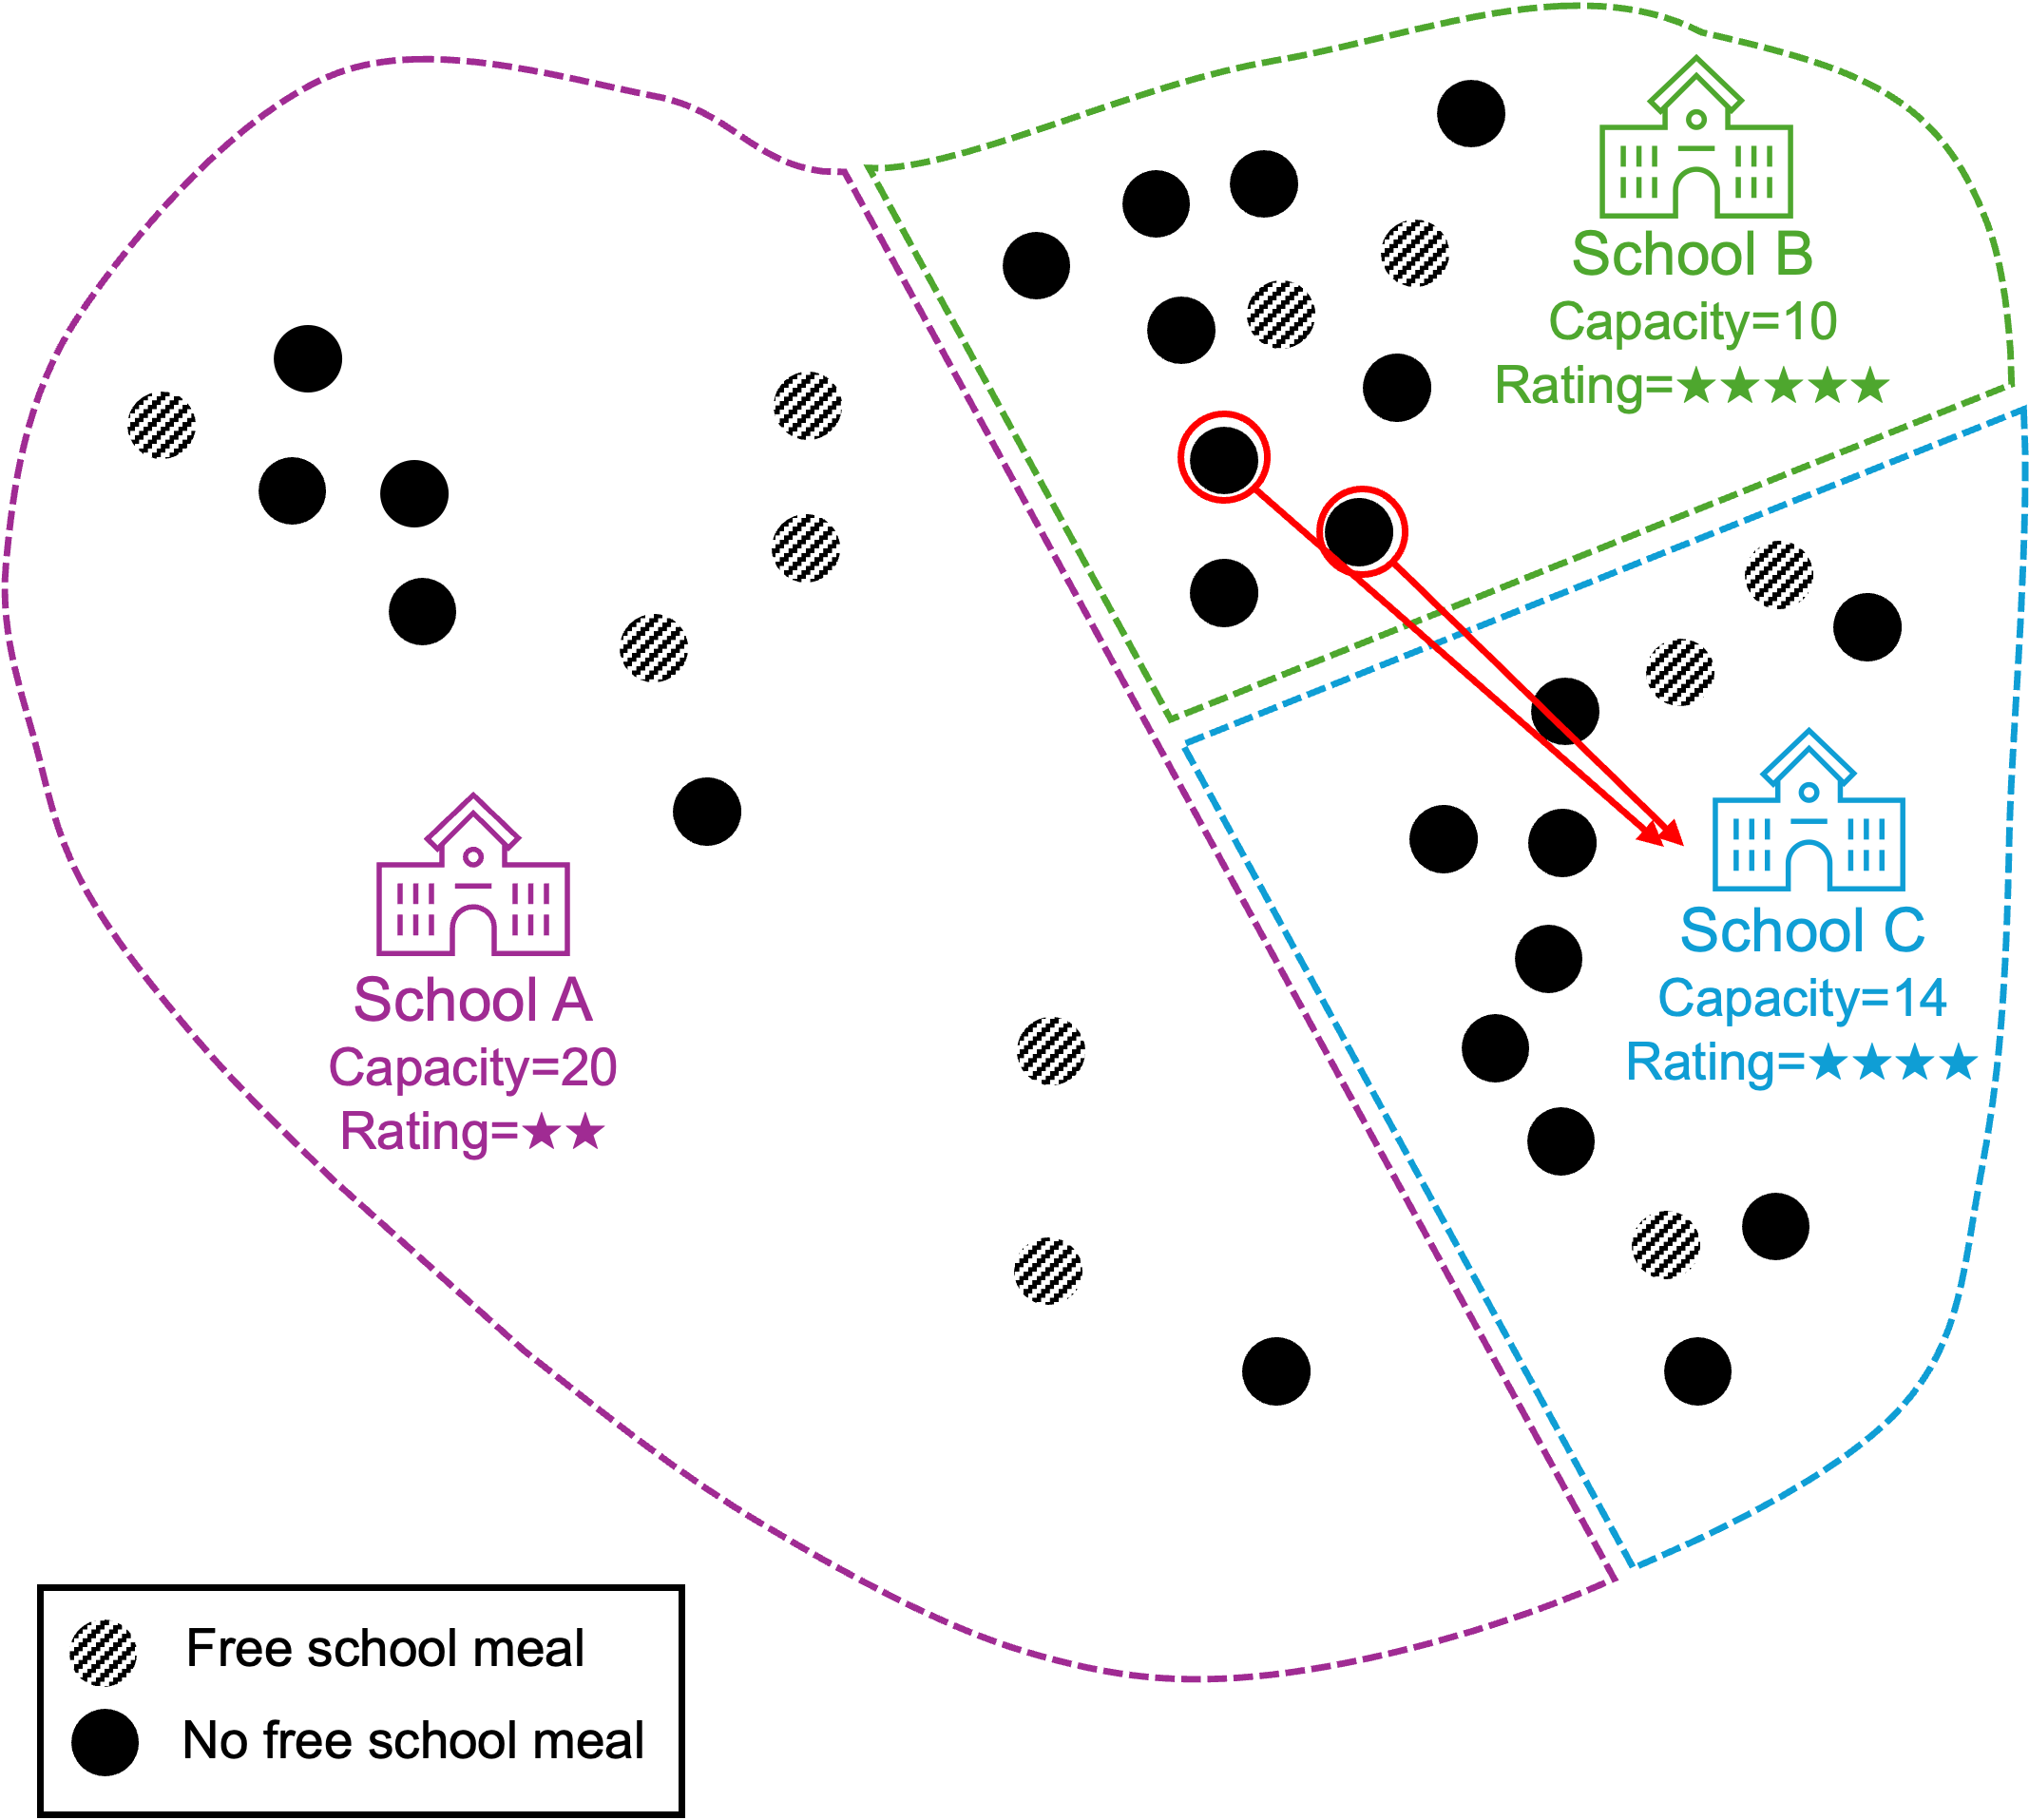 School B
Capacity=10
Rating=★★★★★
School C
Capacity=14
Rating=★★★★
School A
Capacity=20
Rating=★★
Free school meal
No free school meal